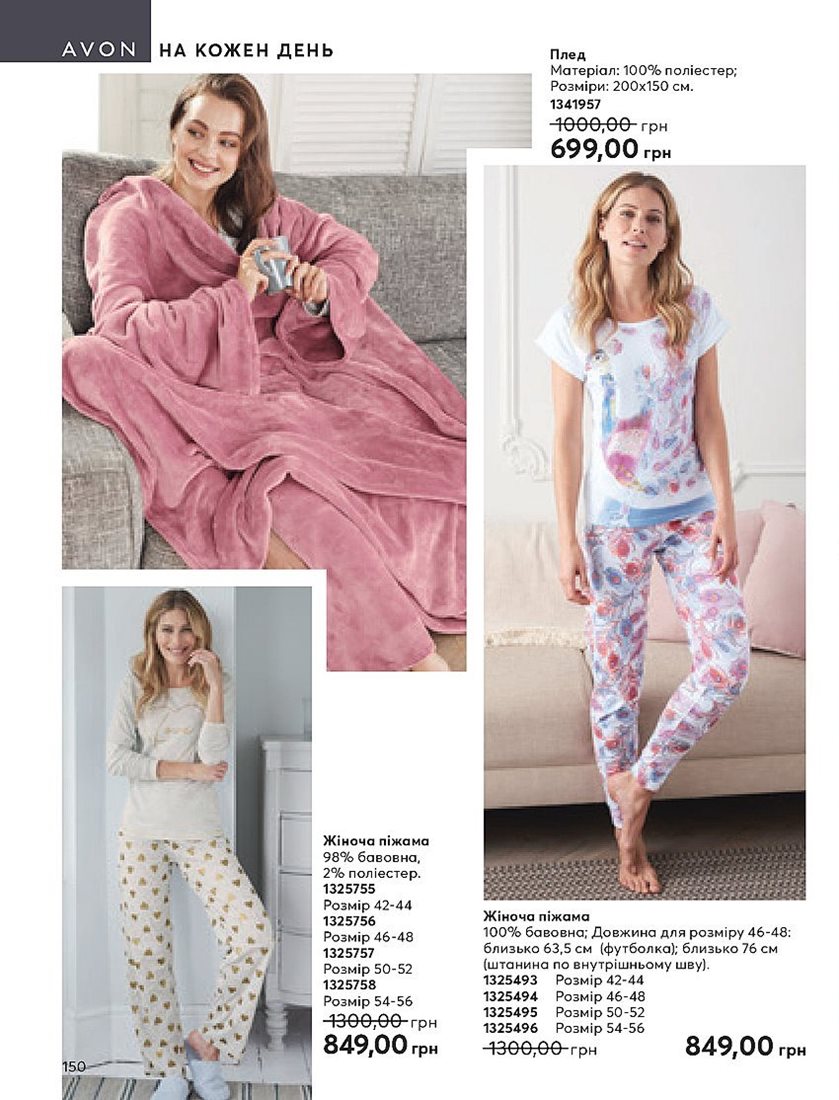 AVON НА КОЖЕН ДЕНЬ
Плед
Матеріал: 100% поліестер;
Розміри: 200x150 см.
1341957
1000,00 грн
699,00 грн
Жіноча піжама
98% бавовна,
2% поліестер.
1325755
Розмір 42-44
1325756
Розмір 46-48
1325757
Розмір 50-52
1325758
Розмір 54-56
1300,00 грн
849,00 грн
Жіноча піжама
100% бавовна; Довжина для розміру 46-48:
близько 63,5 см (футболка); близько 76 см
(штанина по внутрішньому шву).
1325493 Розмір 42-44
1325494 Розмір 46-48
1325495 Розмір 50-52
1325496 Розмір 54-56
1300,00 грн 849,00 грн
150